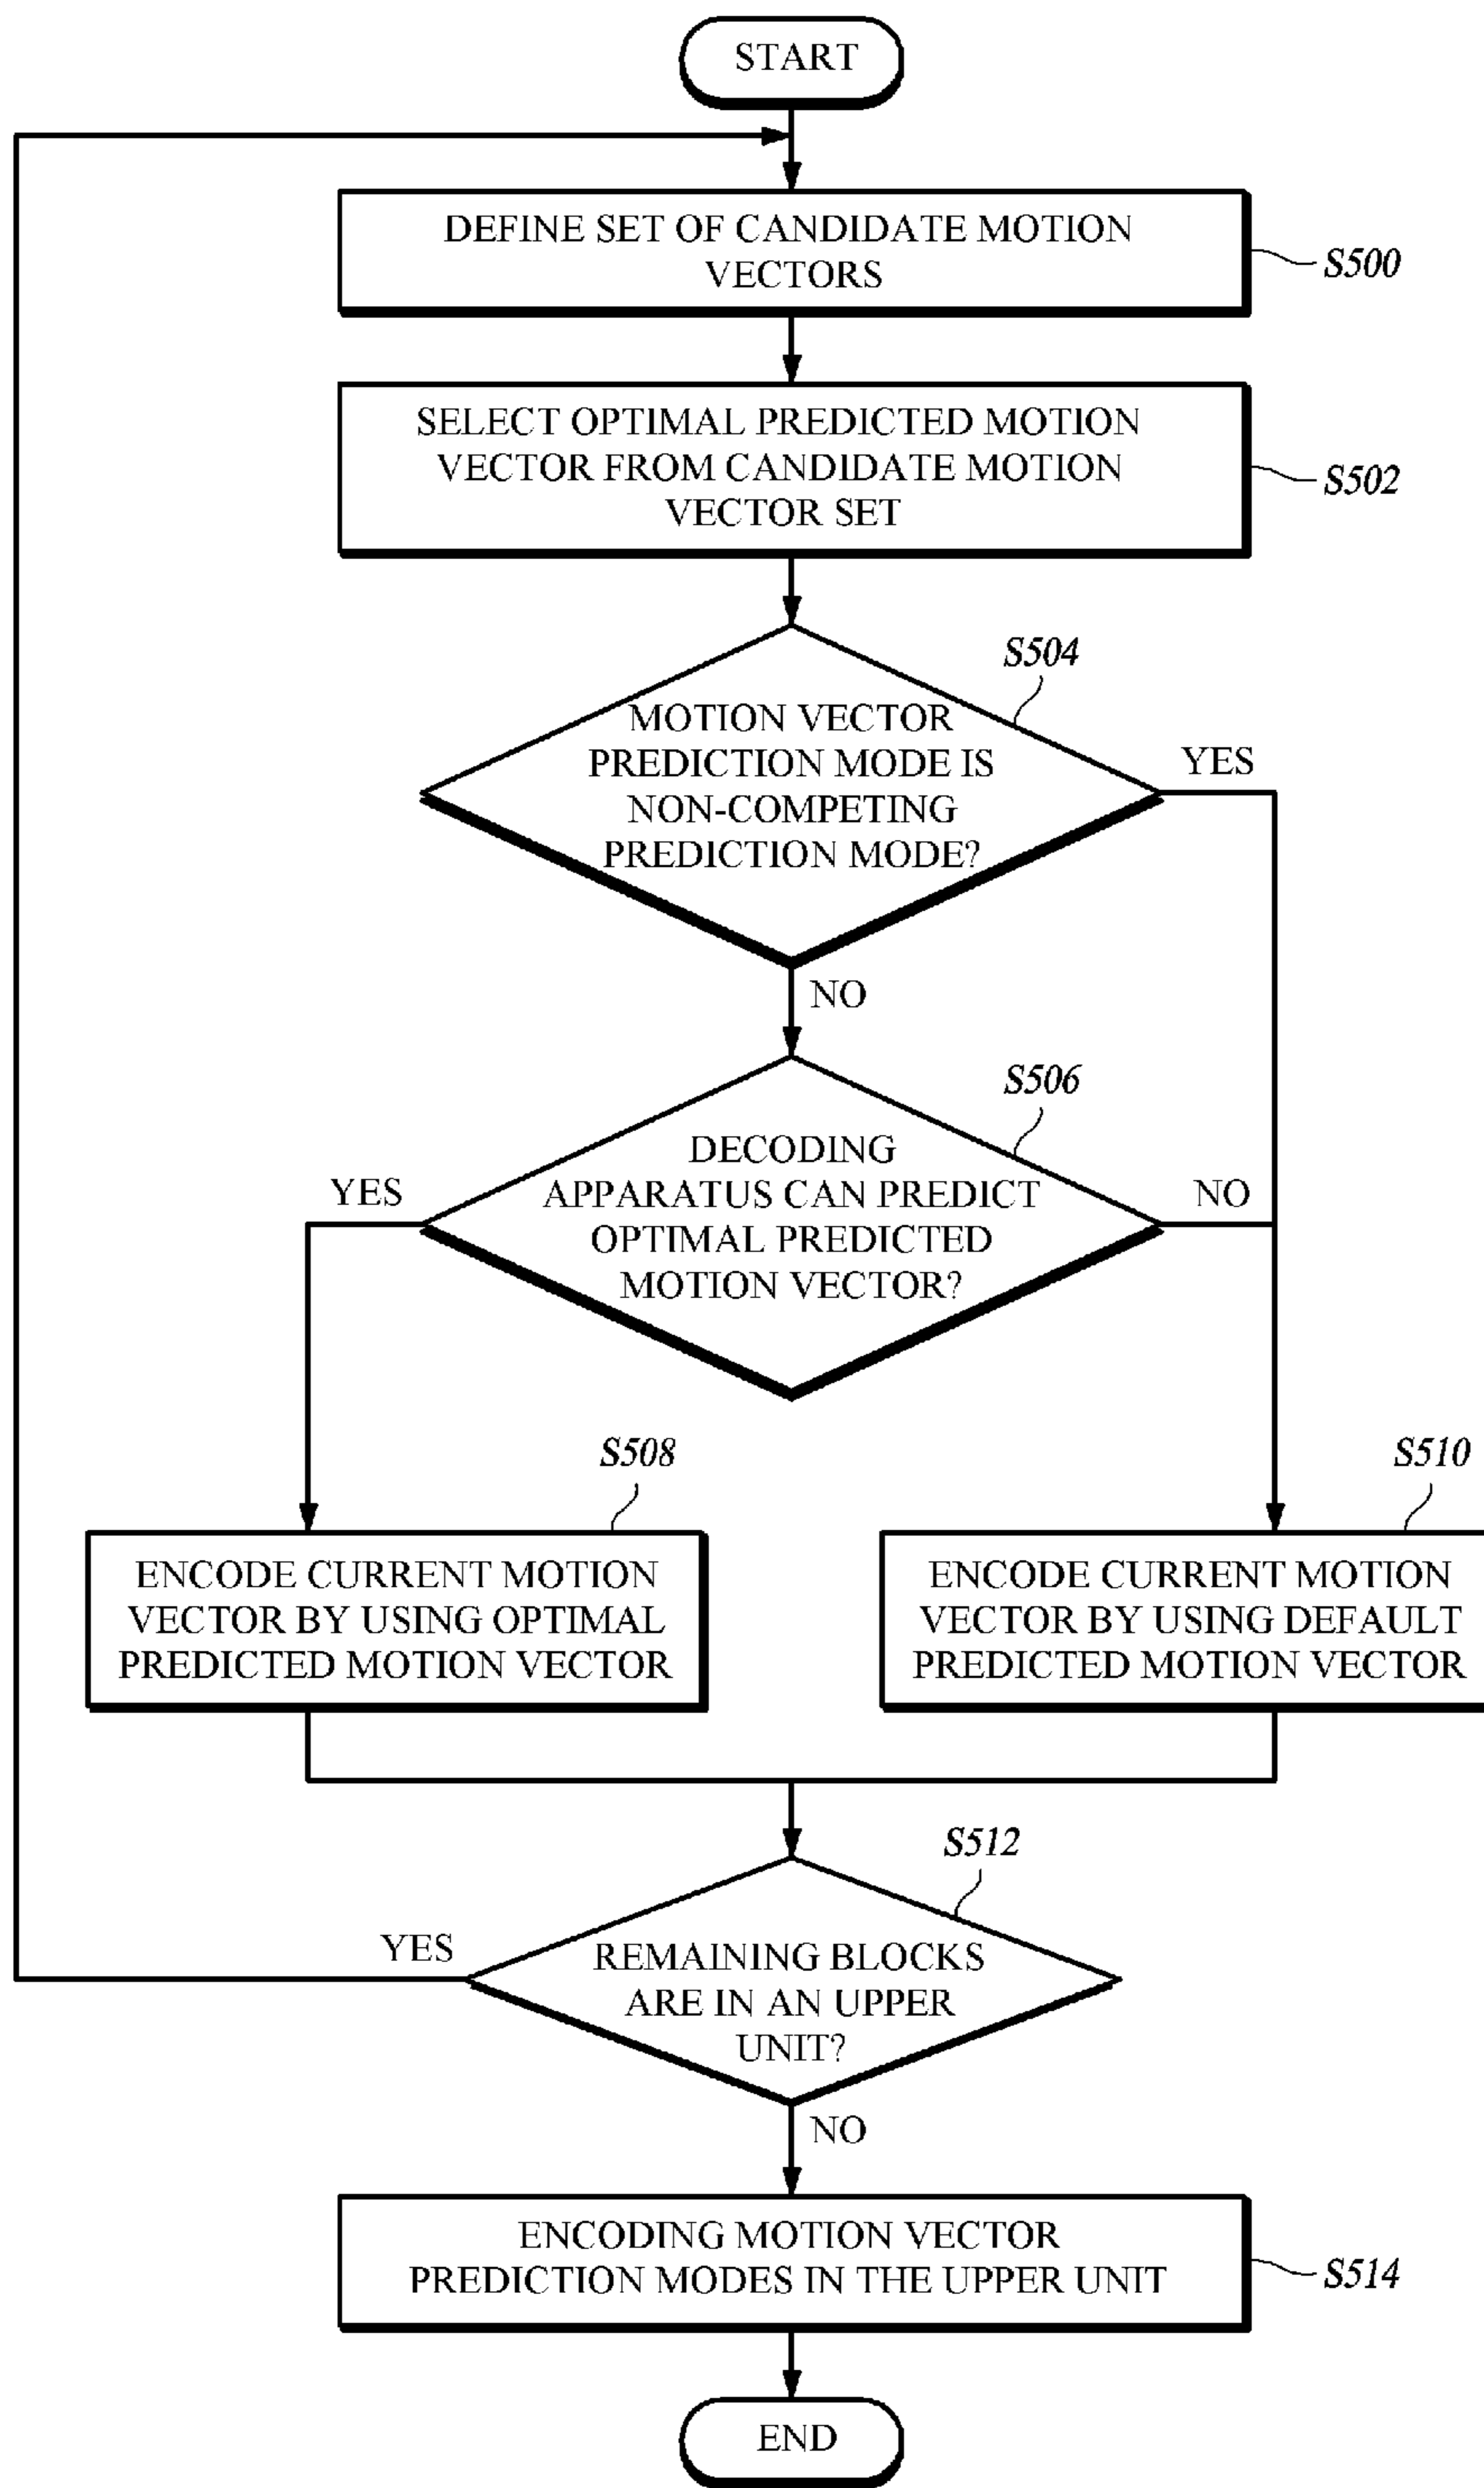 START
DEFINE SET OF CANDIDATE MOTION
VECTORS
S500
SELECT OPTIMAL PREDICTED MOTION
VECTOR FROM CANDIDATE MOTION
VECTOR SET
S502
S504
MOTION VECTOR
PREDICTION MODE IS
NON-COMPETING
PREDICTION MODE?
YES
NO
S506
DECODING
APPARATUS CAN PREDICT
OPTIMAL PREDICTED
MOTION VECTOR?
YES
NO
S508
ENCODE CURRENT MOTION
VECTOR BY USING OPTIMAL
PREDICTED MOTION VECTOR
S510
ENCODE CURRENT MOTION
VECTOR BY USING DEFAULT
PREDICTED MOTION VECTOR
S512
REMAINING BLOCKS
ARE IN AN UPPER
UNIT?
YES
NO
ENCODING MOTION VECTOR
PREDICTION MODES IN THE UPPER UNIT
S514
END